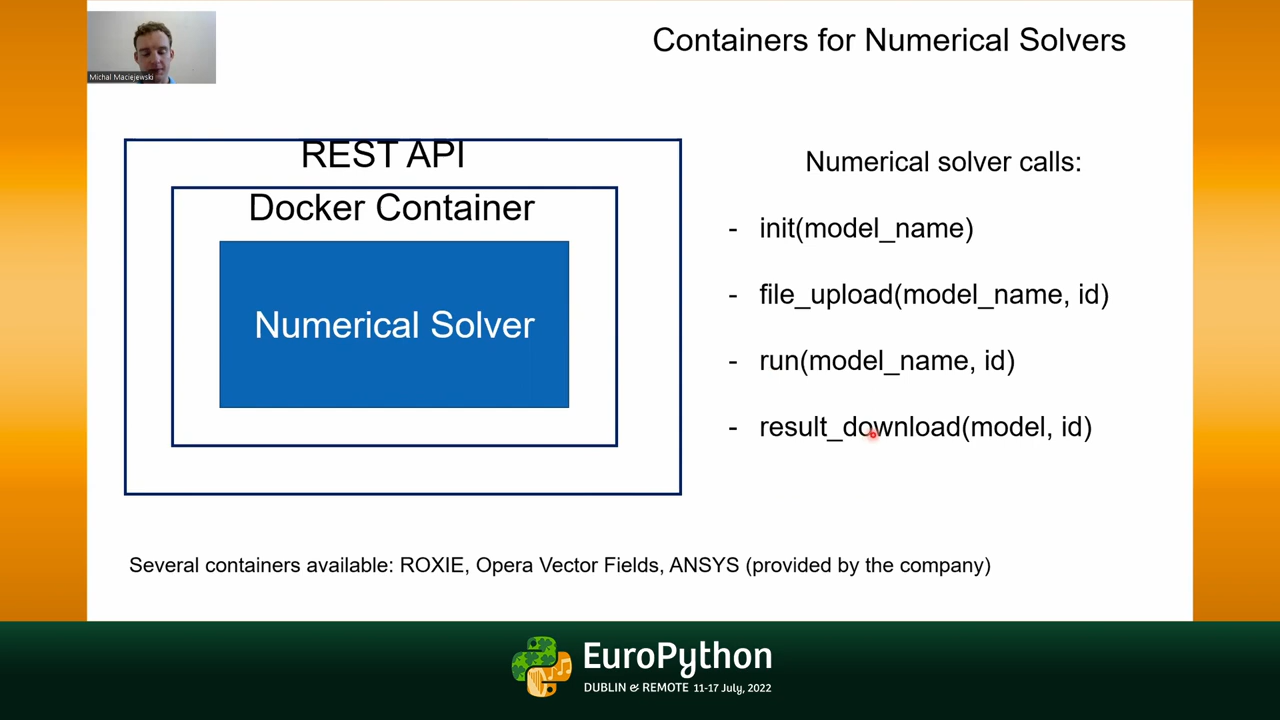 Michal Maciejewski
Containers for Numerical Solvers
REST API
Docker Container
Numerical Solver
Numerical solver calls:
- init(model_name)
- file_upload(model_name, id)
- run(model_name, id)
- result_download(model, id)
Several containers available: ROXIE, Opera Vector Fields, ANSYS (provided by the company)
EuroPython
DUBLIN & REMOTE 11-17 July, 2022